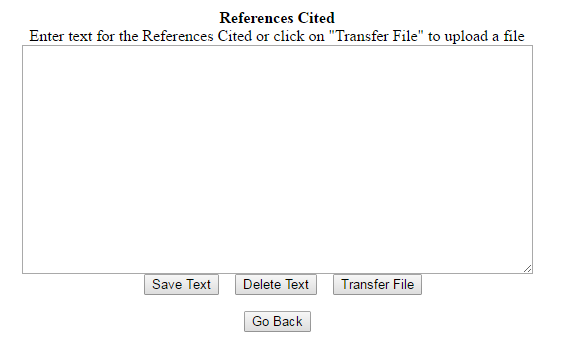 References Cited
Enter text for the References Cited or click on "Transfer File" to upload a file
Save Text Delete Text Transfer File
Go Back